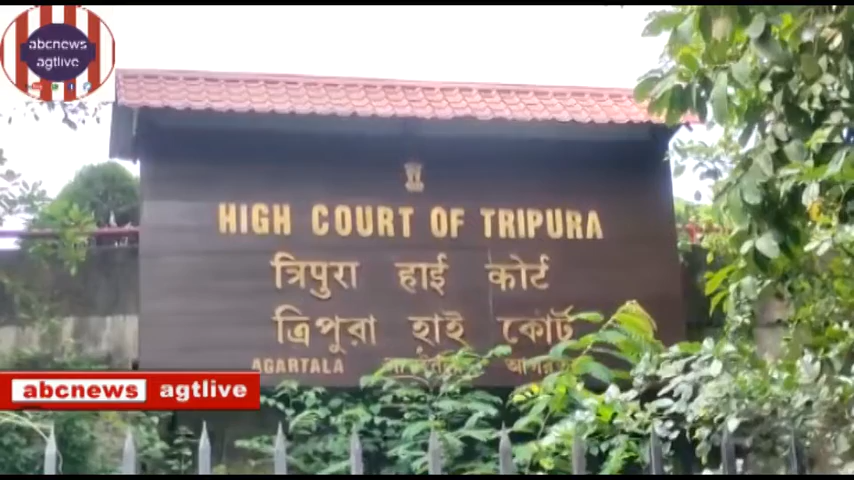 abcnews
agtlive
HIGH COURT OF TRIPURA
त्रिपुरा हाई कोर्ट
ত্রিপুরা হাই কোর্ট
AGARTALA
abcnews agtlive